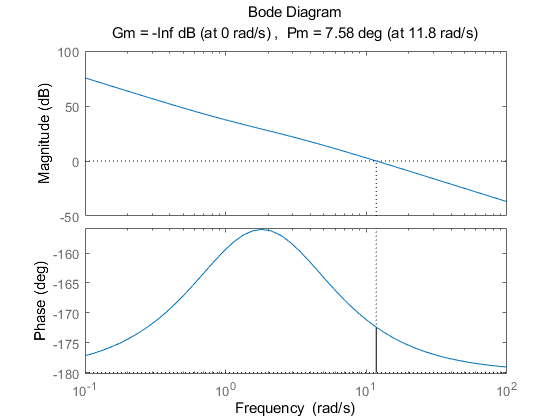 Bode Diagram
Gm = -Inf dB (at 0 rad/s) , Pm = 7.58 deg (at 11.8 rad/s)
100
50
0
-50
Magnitude (dB)
-160
-165
-170
-175
-180
Phase (deg)
10^-1
10^0
10^1
10^2
Frequency (rad/s)